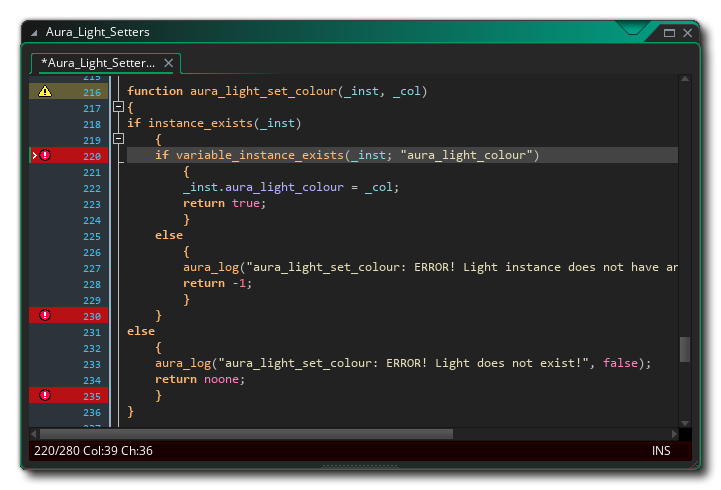 Aura_Light_Setters
*Aura_Light_Setter...
215
216 function aura_light_set_colour(_inst, _col)
217 {
218 if instance_exists(_inst)
219 {
220 if variable_instance_exists(_inst; "aura_light_colour")
221 {
222 _inst.aura_light_colour = _col;
223 return true;
224 }
225 else
226 {
227 aura_log("aura_light_set_colour: ERROR! Light instance does not have ar
228 return -1;
229 }
230 }
231 else
232 {
233 aura_log("aura_light_set_colour: ERROR! Light does not exist!", false);
234 return noone;
235 }
236 }
220/280 Col:39 Ch:36 INS